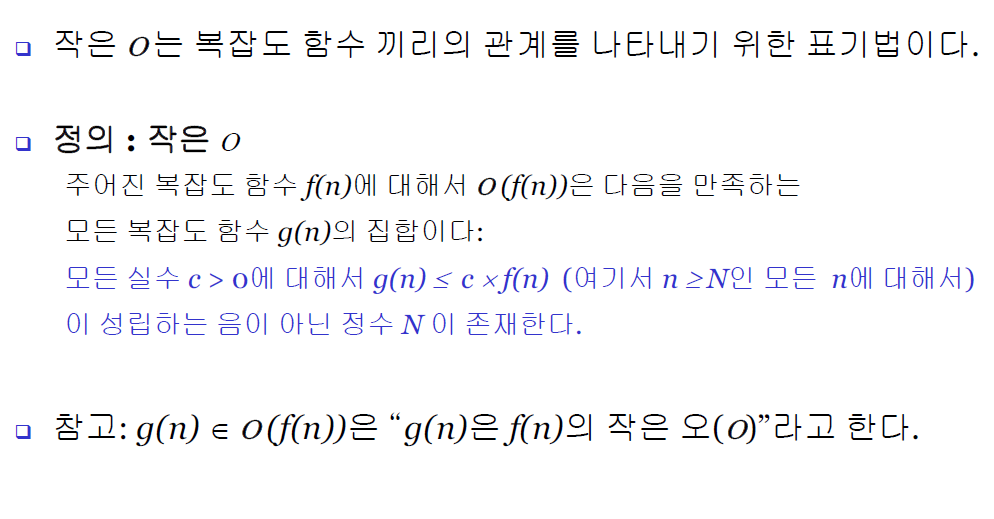 ❑ 작은 o는 복잡도 함수 끼리의 관계를 나타내기 위한 표기법이다.
❑ 정의 : 작은 o
주어진 복잡도 함수 f(n)에 대해서 o(f(n))은 다음을 만족하는
모든 복잡도 함수 g(n)의 집합이다:
모든 실수 c > 0에 대해서 g(n) ≤ c × f(n) (여기서 n ≥ N인 모든 n에 대해서)
이 성립하는 음이 아닌 정수 N 이 존재한다.
❑ 참고: g(n) ∈ o(f(n))은 “g(n)은 f(n)의 작은 오(o)”라고 한다.